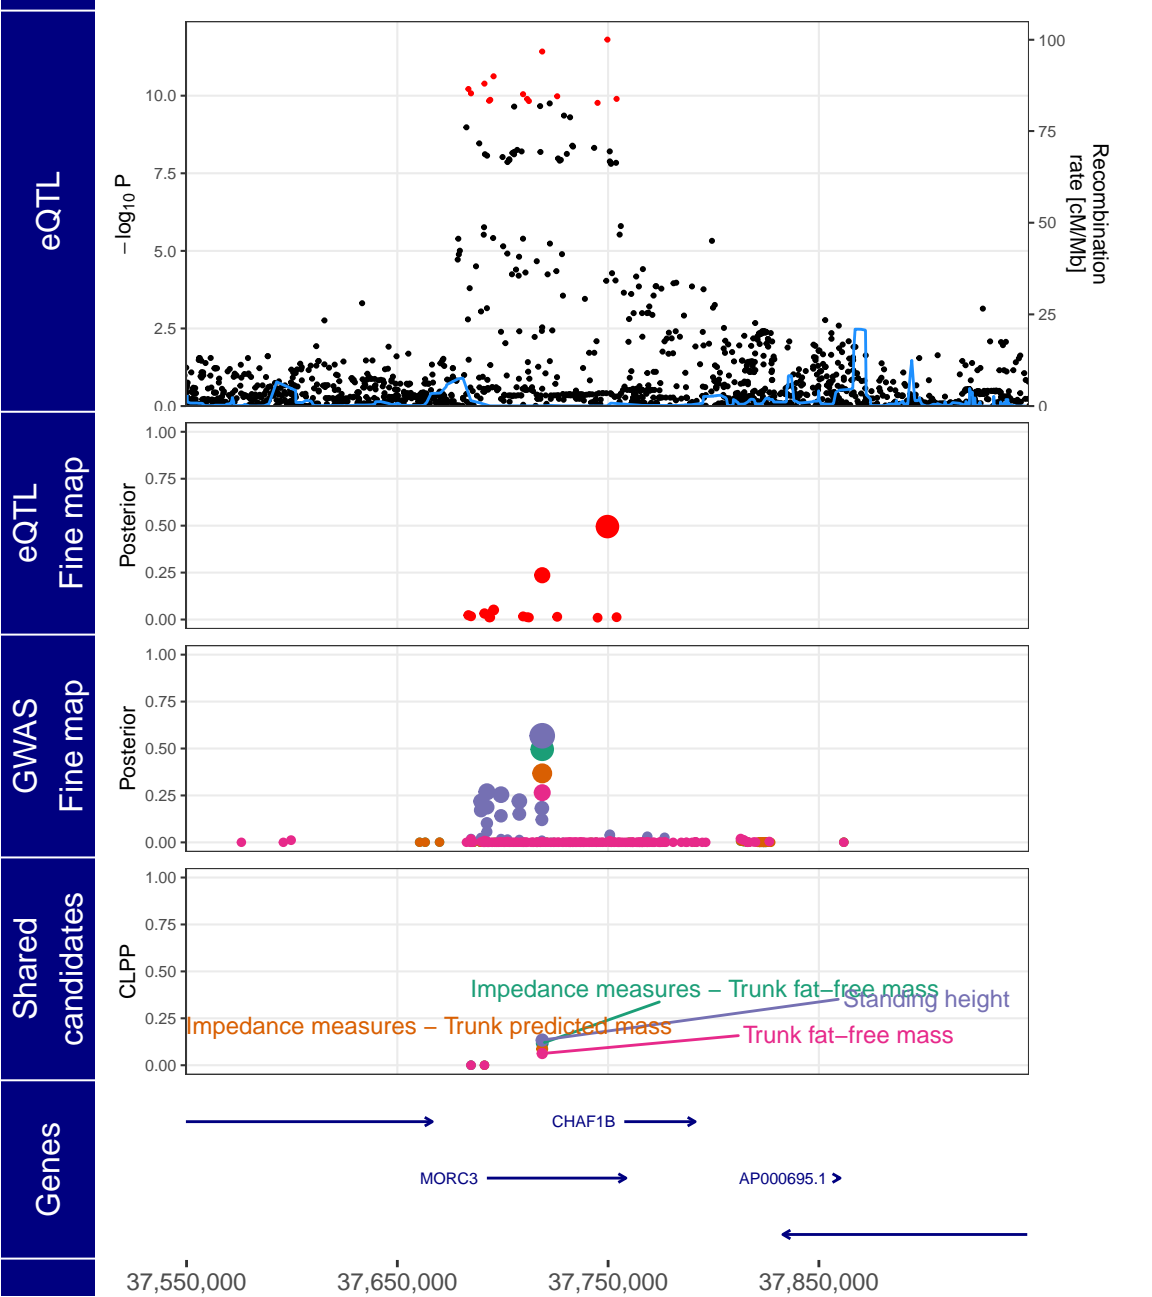 eQTL
−log10 P
10.0
7.5
5.0
2.5
0.0
100
75
50
25
0
Recombination
rate [cM/Mb]
eQTL
Fine map
Posterior
1.00
0.75
0.50
0.25
0.00
GWAS
Fine map
Posterior
1.00
0.75
0.50
0.25
0.00
Shared
candidates
CLPP
1.00
0.75
0.50
0.25
0.00
Impedance measures − Trunk fat−free mass
Standing height
Impedance measures − Trunk predicted mass
Trunk fat−free mass
Genes
CHAF1B
MORC3
AP000695.1
37,550,000
37,650,000
37,750,000
37,850,000